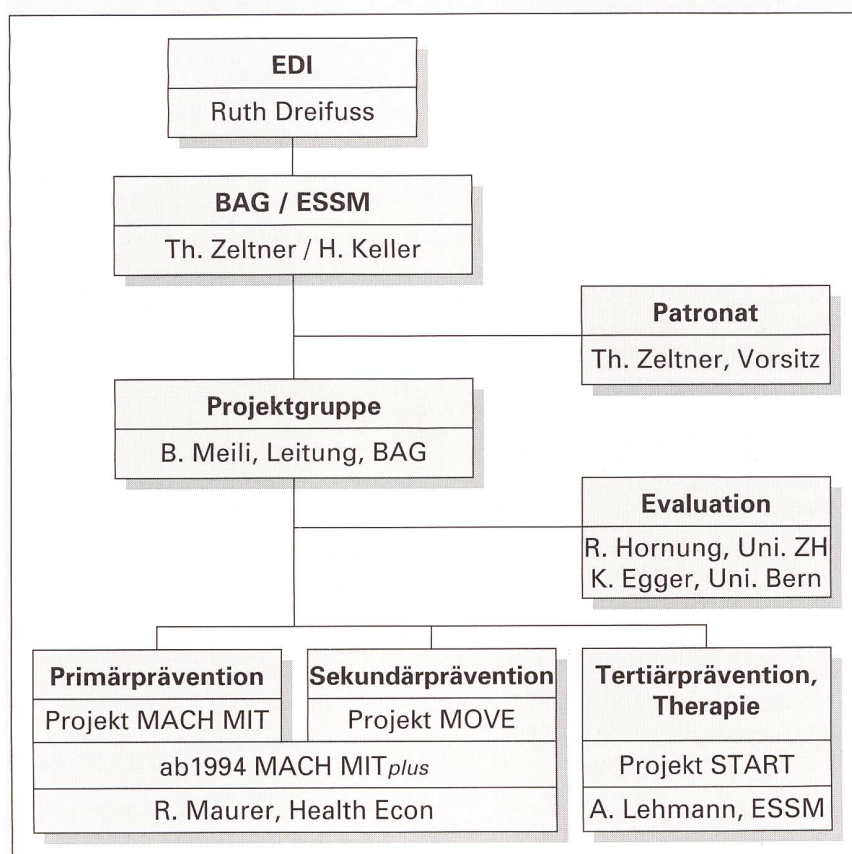 EDI
Ruth Dreifuss
BAG / ESSM
Th. Zeltner / H. Keller
Patronat
Th. Zeltner, Vorsitz
Projektgruppe
B. Meili, Leitung, BAG
Evaluation
R. Hornung, Uni. ZH
K. Egger, Uni. Bern
Primärprävention
Projekt MACH MIT
Sekundärprävention
Projekt MOVE
ab1994 MACH MITplus
R. Maurer, Health Econ
Tertiärprävention,
Therapie
Projekt START
A. Lehmann, ESSM